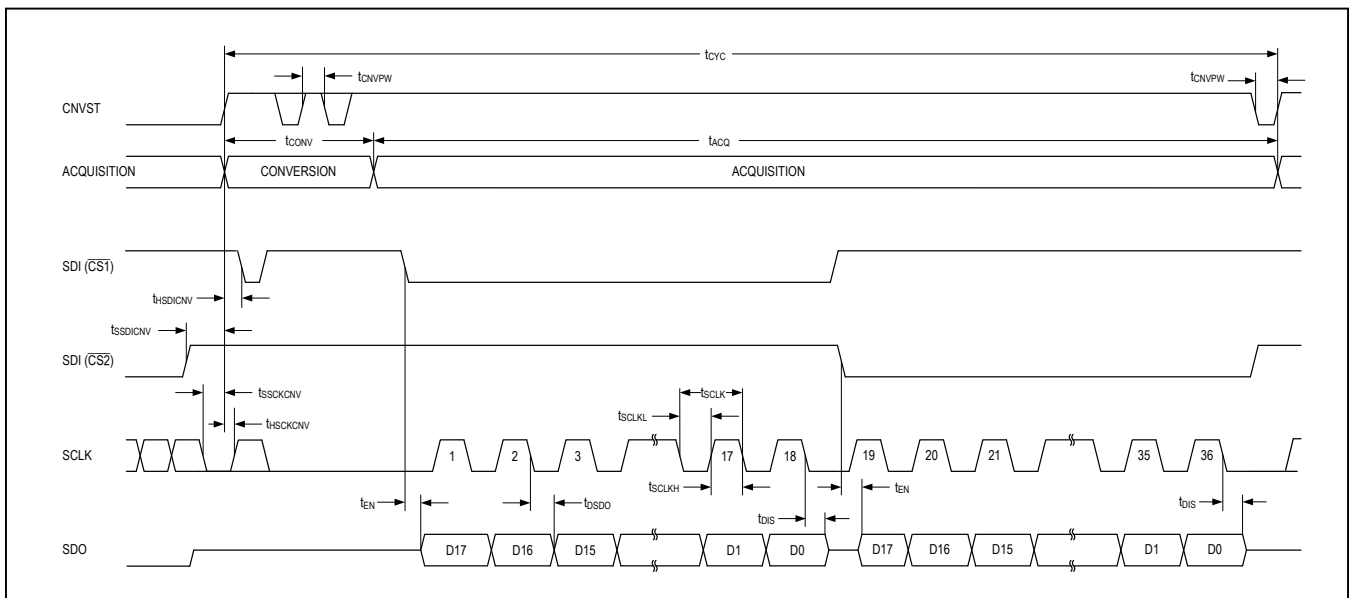 tCYC
tCNVPW
tCNVPW
CNVST
tCONV
tACQ
ACQUISITION CONVERSION ACQUISITION
SDI (CS1)
tHSDICNV
tSSDICNV
SDI (CS2)
tSSCKCNV
tSCLK
tHSCKCNV
tSCLKL
SCLK 1 2 3 17 18 19 20 21 35 36
tSCLKH
tEN tDSDO tDIS tEN tDIS
SDO D17 D16 D15 D1 D0 D17 D16 D15 D1 D0